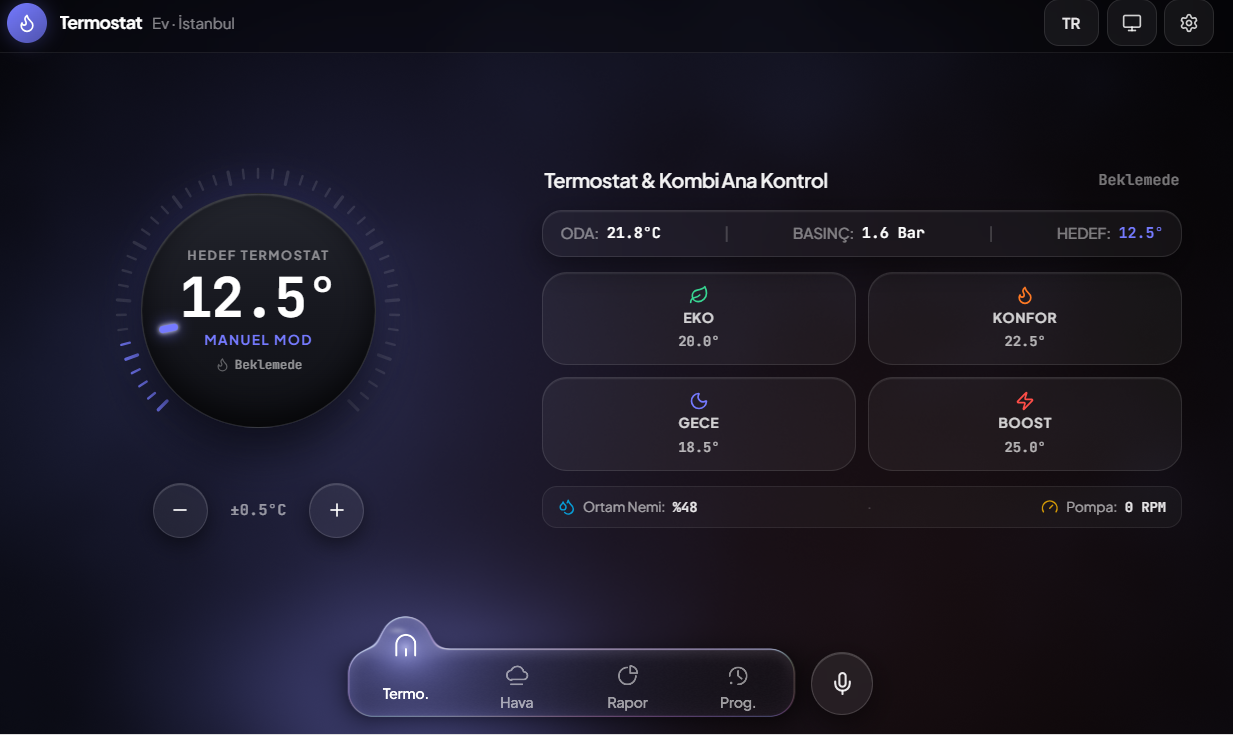 Termostat Ev · İstanbul
TR
HEDEF TERMOSTAT
12.5°
MANUEL MOD
Beklemede
− ±0.5°C +
Termostat & Kombi Ana Kontrol
Beklemede
ODA: 21.8°C | BASINÇ: 1.6 Bar | HEDEF: 12.5°
EKO
20.0°
KONFOR
22.5°
GECE
18.5°
BOOST
25.0°
Ortam Nemi: %48 · Pompa: 0 RPM
Termo.
Hava
Rapor
Prog.